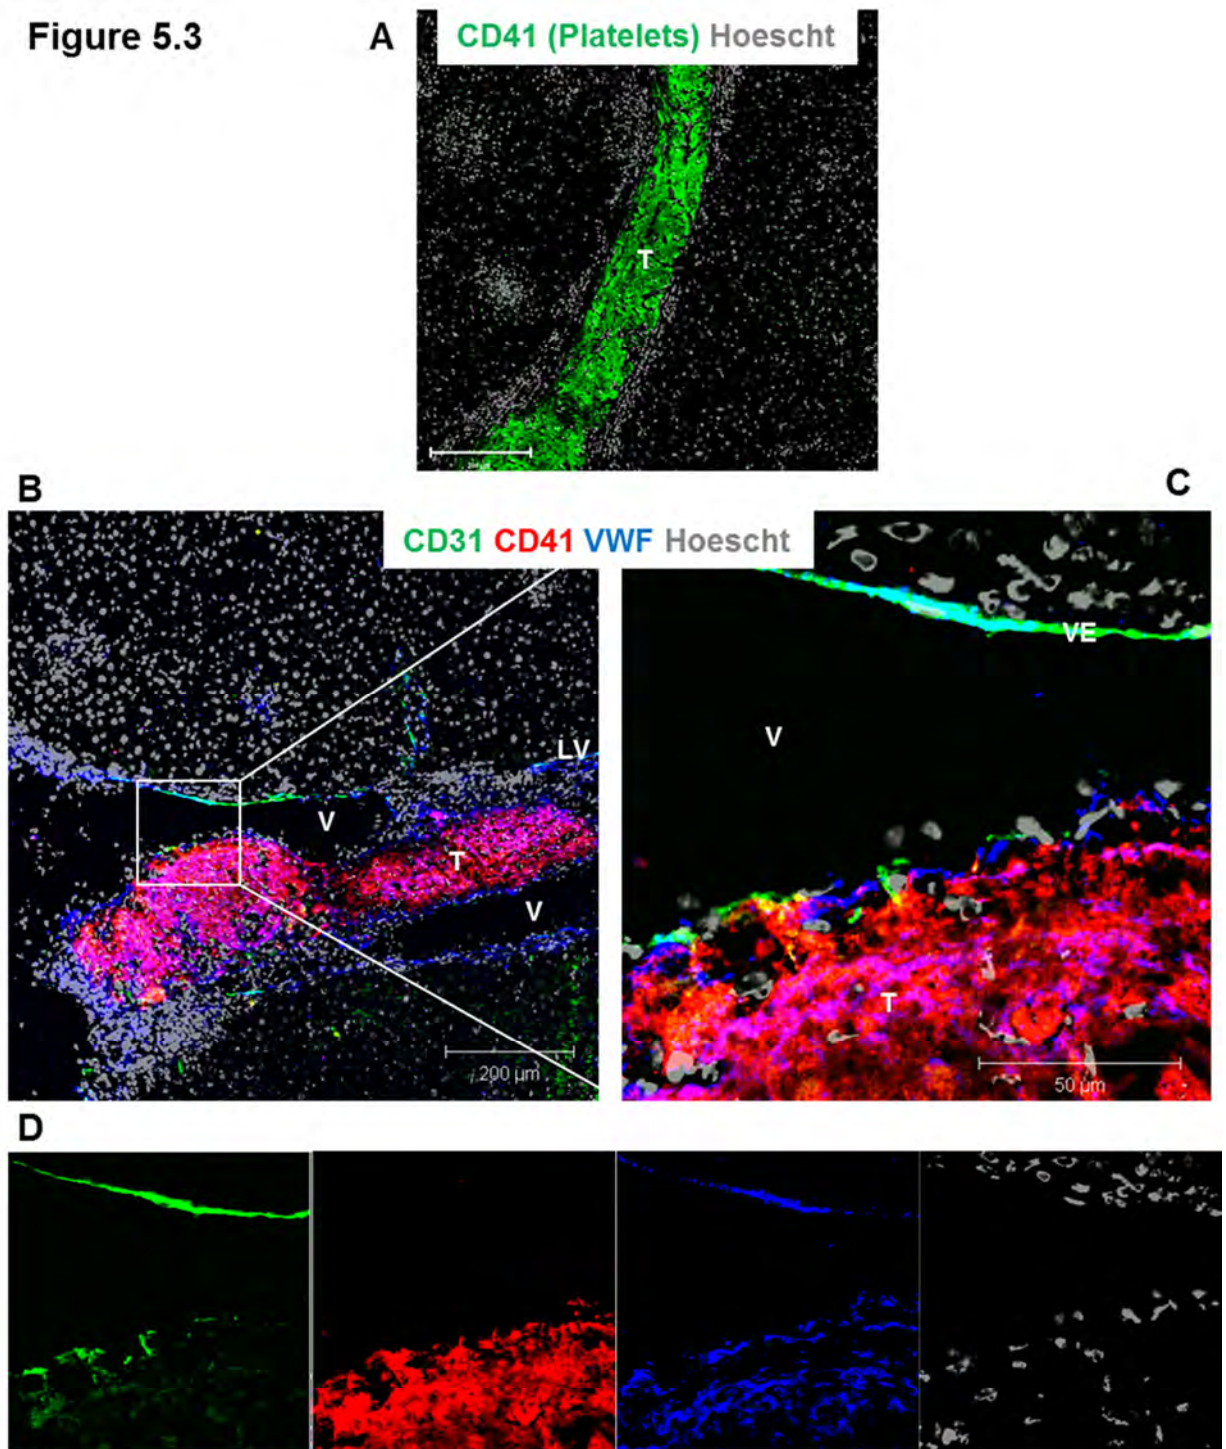 Figure 5.3
A
CD41 (Platelets) Hoescht
T
B
C
CD31 CD41 VWF Hoescht
LV
V
T
V
200 µm
VE
V
T
50 µm
D